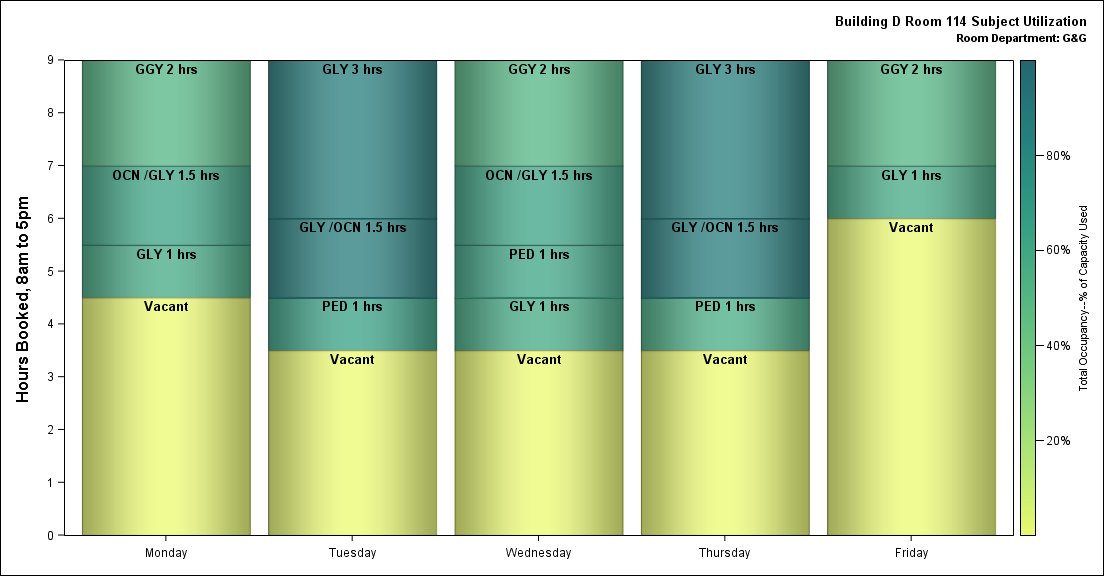 Building D Room 114 Subject Utilization
Room Department: G&G
Hours Booked, 8am to 5pm
9
8
7
6
5
4
3
2
1
0
GGY 2 hrs
OCN /GLY 1.5 hrs
GLY 1 hrs
Vacant
Monday
GLY 3 hrs
GLY /OCN 1.5 hrs
PED 1 hrs
Vacant
Tuesday
GGY 2 hrs
OCN /GLY 1.5 hrs
PED 1 hrs
GLY 1 hrs
Vacant
Wednesday
GLY 3 hrs
GLY /OCN 1.5 hrs
PED 1 hrs
Vacant
Thursday
GGY 2 hrs
GLY 1 hrs
Vacant
Friday
80%
60%
40%
20%
Total Occupancy--% of Capacity Used